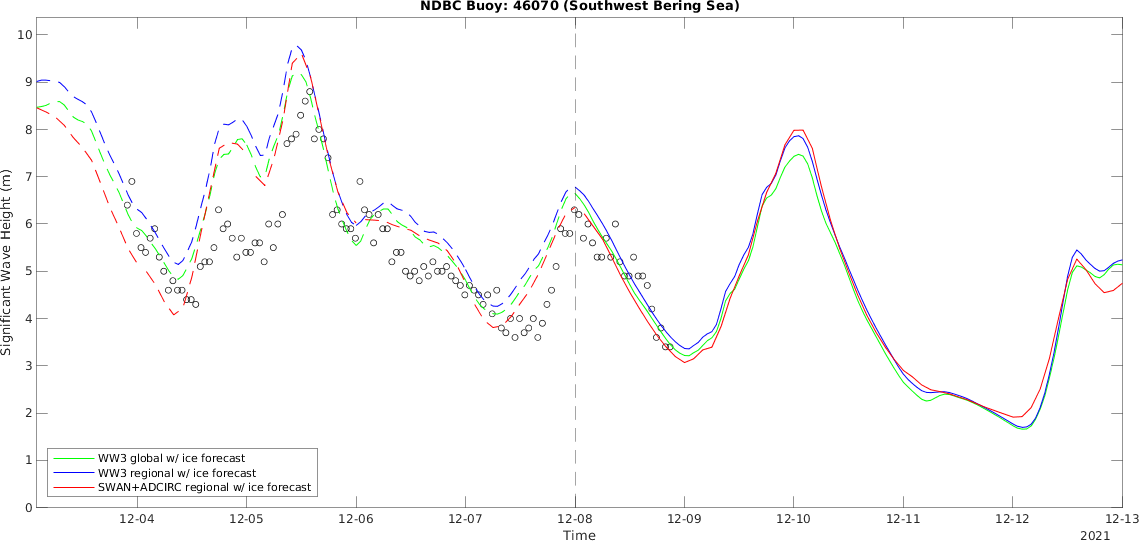 NDBC Buoy: 46070 (Southwest Bering Sea)
10
9
8
7
6
5
4
3
2
1
0
Significant Wave Height (m)
WW3 global w/ ice forecast
WW3 regional w/ ice forecast
SWAN+ADCIRC regional w/ ice forecast
12-04 12-05 12-06 12-07 12-08 12-09 12-10 12-11 12-12 12-13
Time
2021